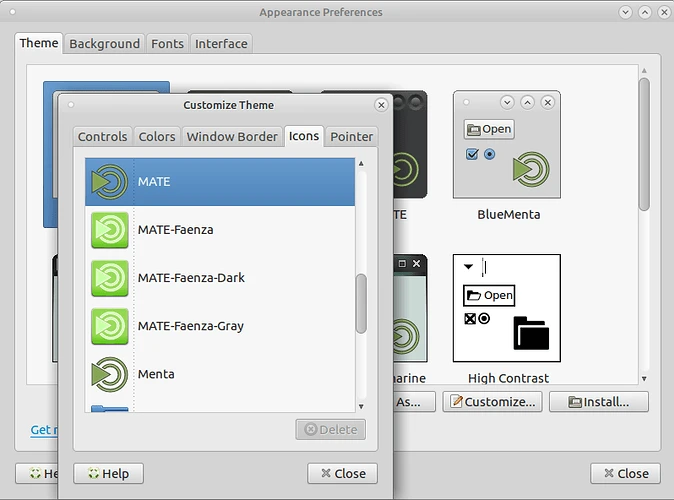 Appearance Preferences
Theme Background Fonts Interface
Customize Theme
Controls Colors Window Border Icons Pointer
MATE
MATE-Faenza
MATE-Faenza-Dark
MATE-Faenza-Gray
Menta
Delete
Help Close
Open
TE BlueMenta
Open
arine High Contrast
As... Customize... Install...
Get
He Close